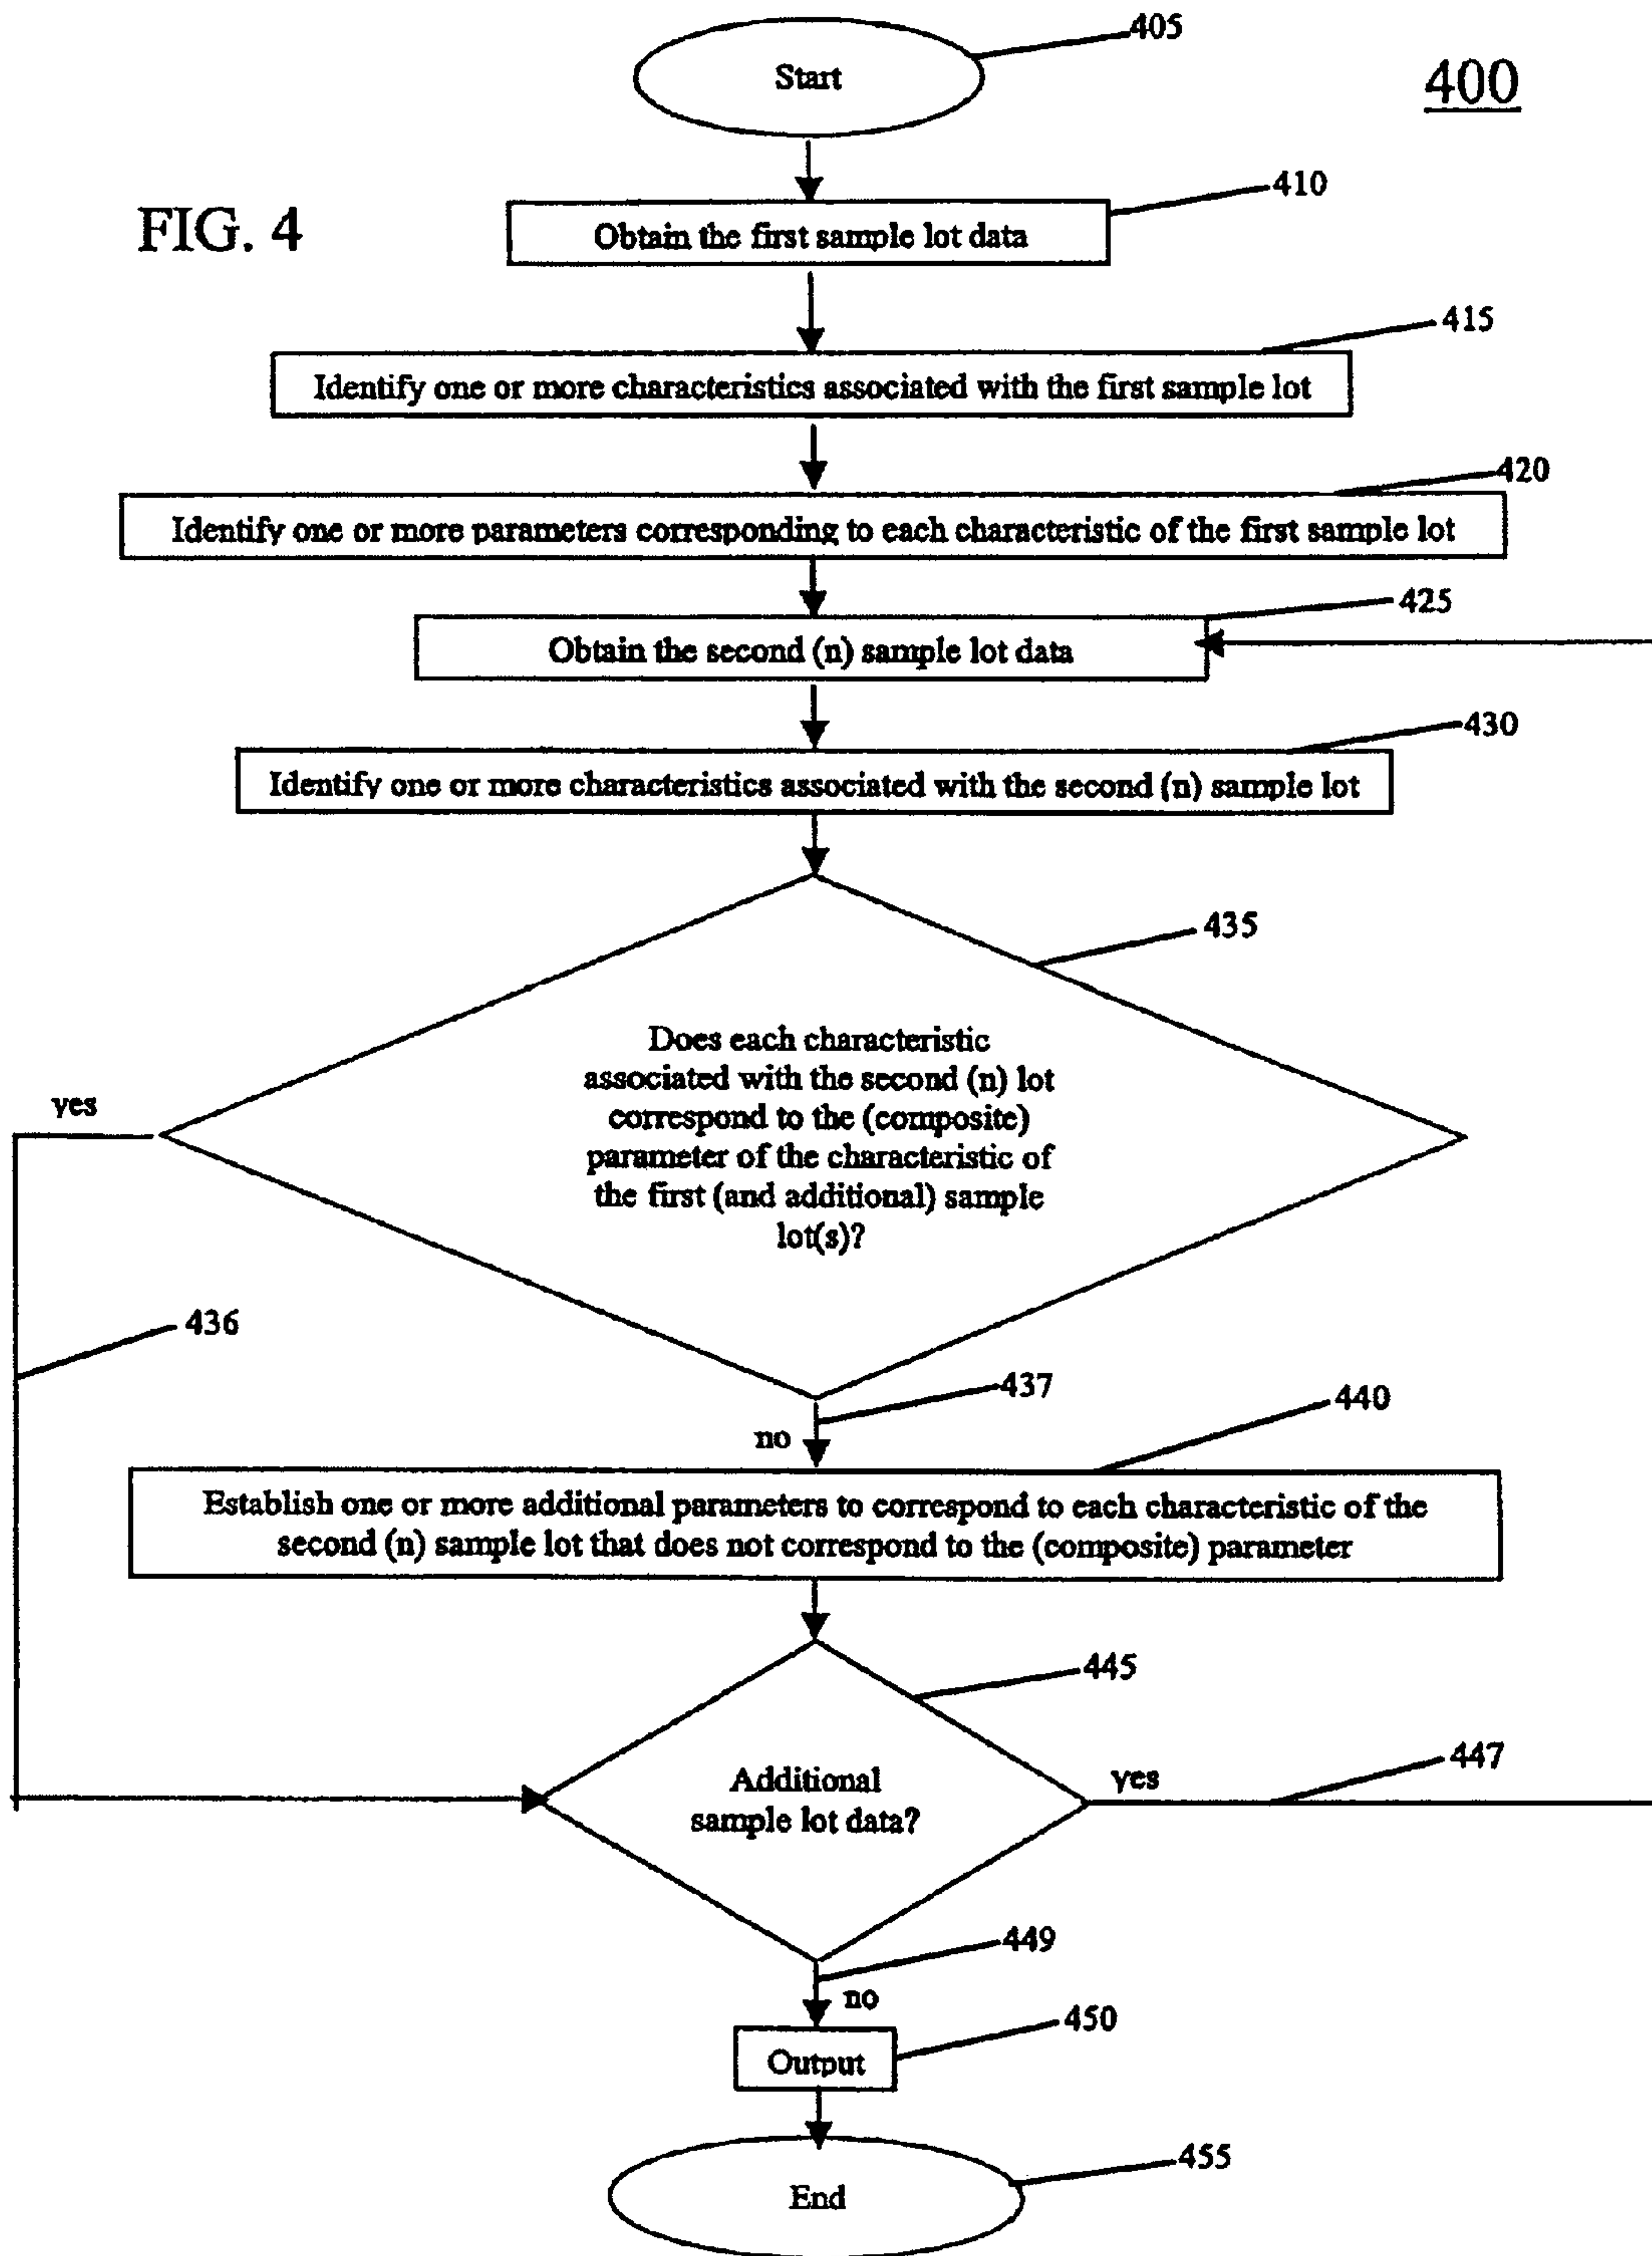 405
Start
400
410
FIG. 4
Obtain the first sample lot data
415
Identify one or more characteristics associated with the first sample lot
420
Identify one or more parameters corresponding to each characteristic of the first sample lot
425
Obtain the second (n) sample lot data
430
Identify one or more characteristics associated with the second (n) sample lot
435
Does each characteristic
associated with the second (n) lot
correspond to the (composite)
parameter of the characteristic of
the first (and additional) sample
lot(s)?
yes
436
437
no
440
Establish one or more additional parameters to correspond to each characteristic of the
second (n) sample lot that does not correspond to the (composite) parameter
445
Additional
sample lot data?
yes
447
449
no
450
Output
455
End